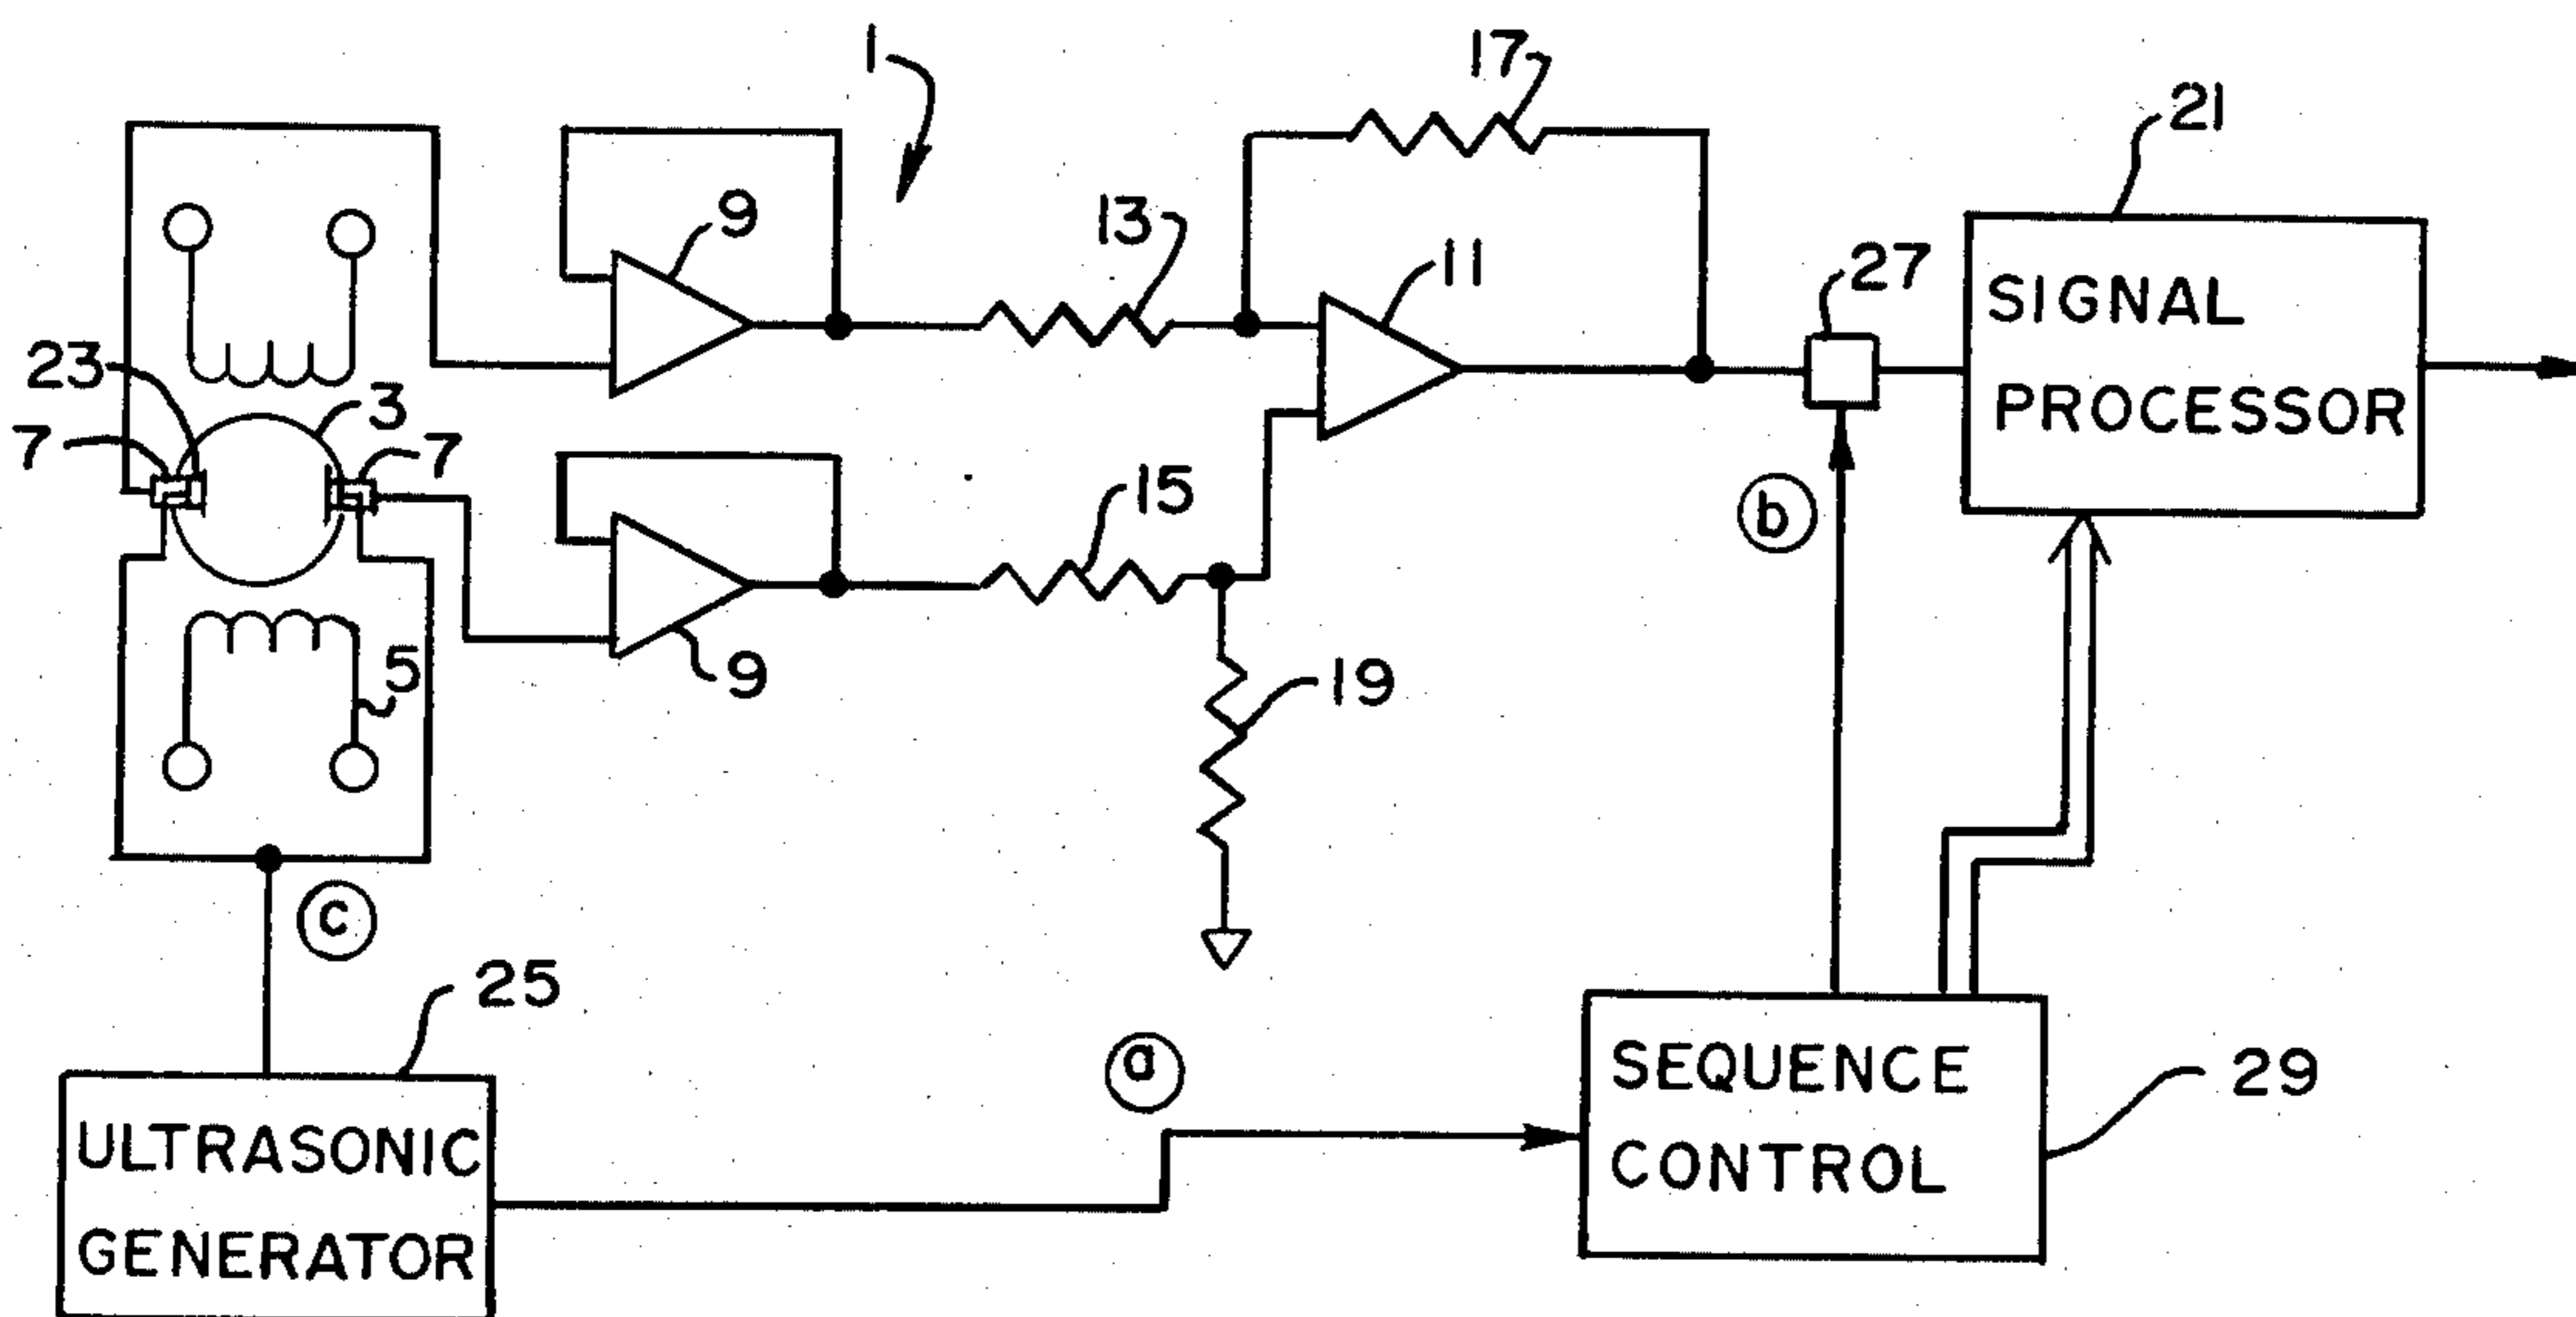 1
17
21
9
13
11
27
SIGNAL
PROCESSOR
23
3
7
7
15
b
5
9
19
c
25
a
SEQUENCE
CONTROL
29
ULTRASONIC
GENERATOR